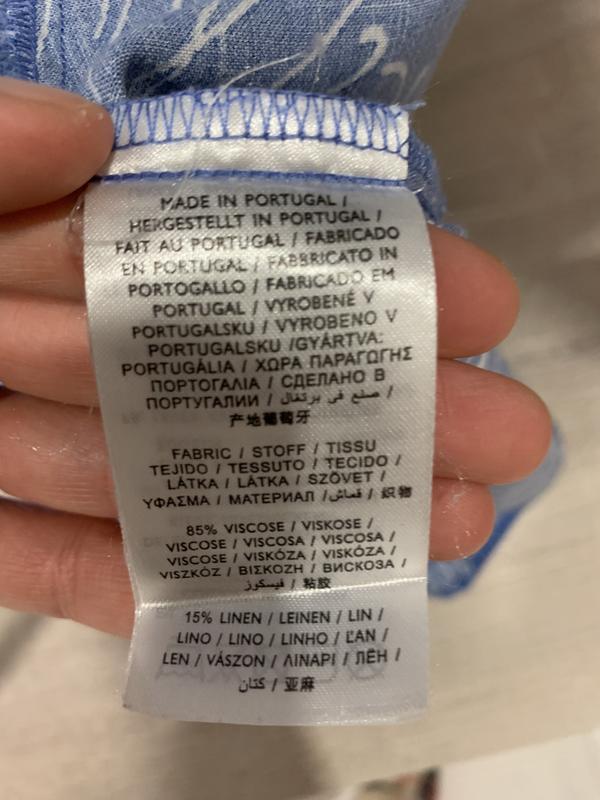 MADE IN PORTUGAL /
HERGESTELLT IN PORTUGAL /
FAIT AU PORTUGAL / FABRICADO
EN PORTUGAL / FABBRICATO IN
PORTOGALLO / FABRICADO EM
PORTUGAL / VYROBENÉ V
PORTUGALSKU / VYROBENO V
PORTUGALSKU /GYÁRTVA:
PORTUGÁLIA / ΧΩΡΑ ΠΑΡΑΓΩΓΗΣ
ΠΟΡΤΟΓΑΛΙΑ / СДЕЛАНО В
ПОРТУГАЛИИ / صنع في برتغال /
产地葡萄牙
FABRIC / STOFF / TISSU
TEJIDO / TESSUTO / TECIDO /
LÁTKA / LÁTKA / SZÖVET /
ΥΦΑΣΜΑ / МАТЕРИАЛ /قماش / 织物
85% VISCOSE / VISKOSE /
VISCOSE / VISCOSA / VISCOSA /
VISCOSE / VISKÓZA / VISKÓZA /
VISZKÓZ / ΒΙΣΚΟΖΗ / ВИСКОЗА /
فيسكوز / 粘胶
15% LINEN / LEINEN / LIN /
LINO / LINO / LINHO / ĽAN /
LEN / VÁSZON / ΛΙΝΑΡΙ / ЛЁН /
كتان / 亚麻